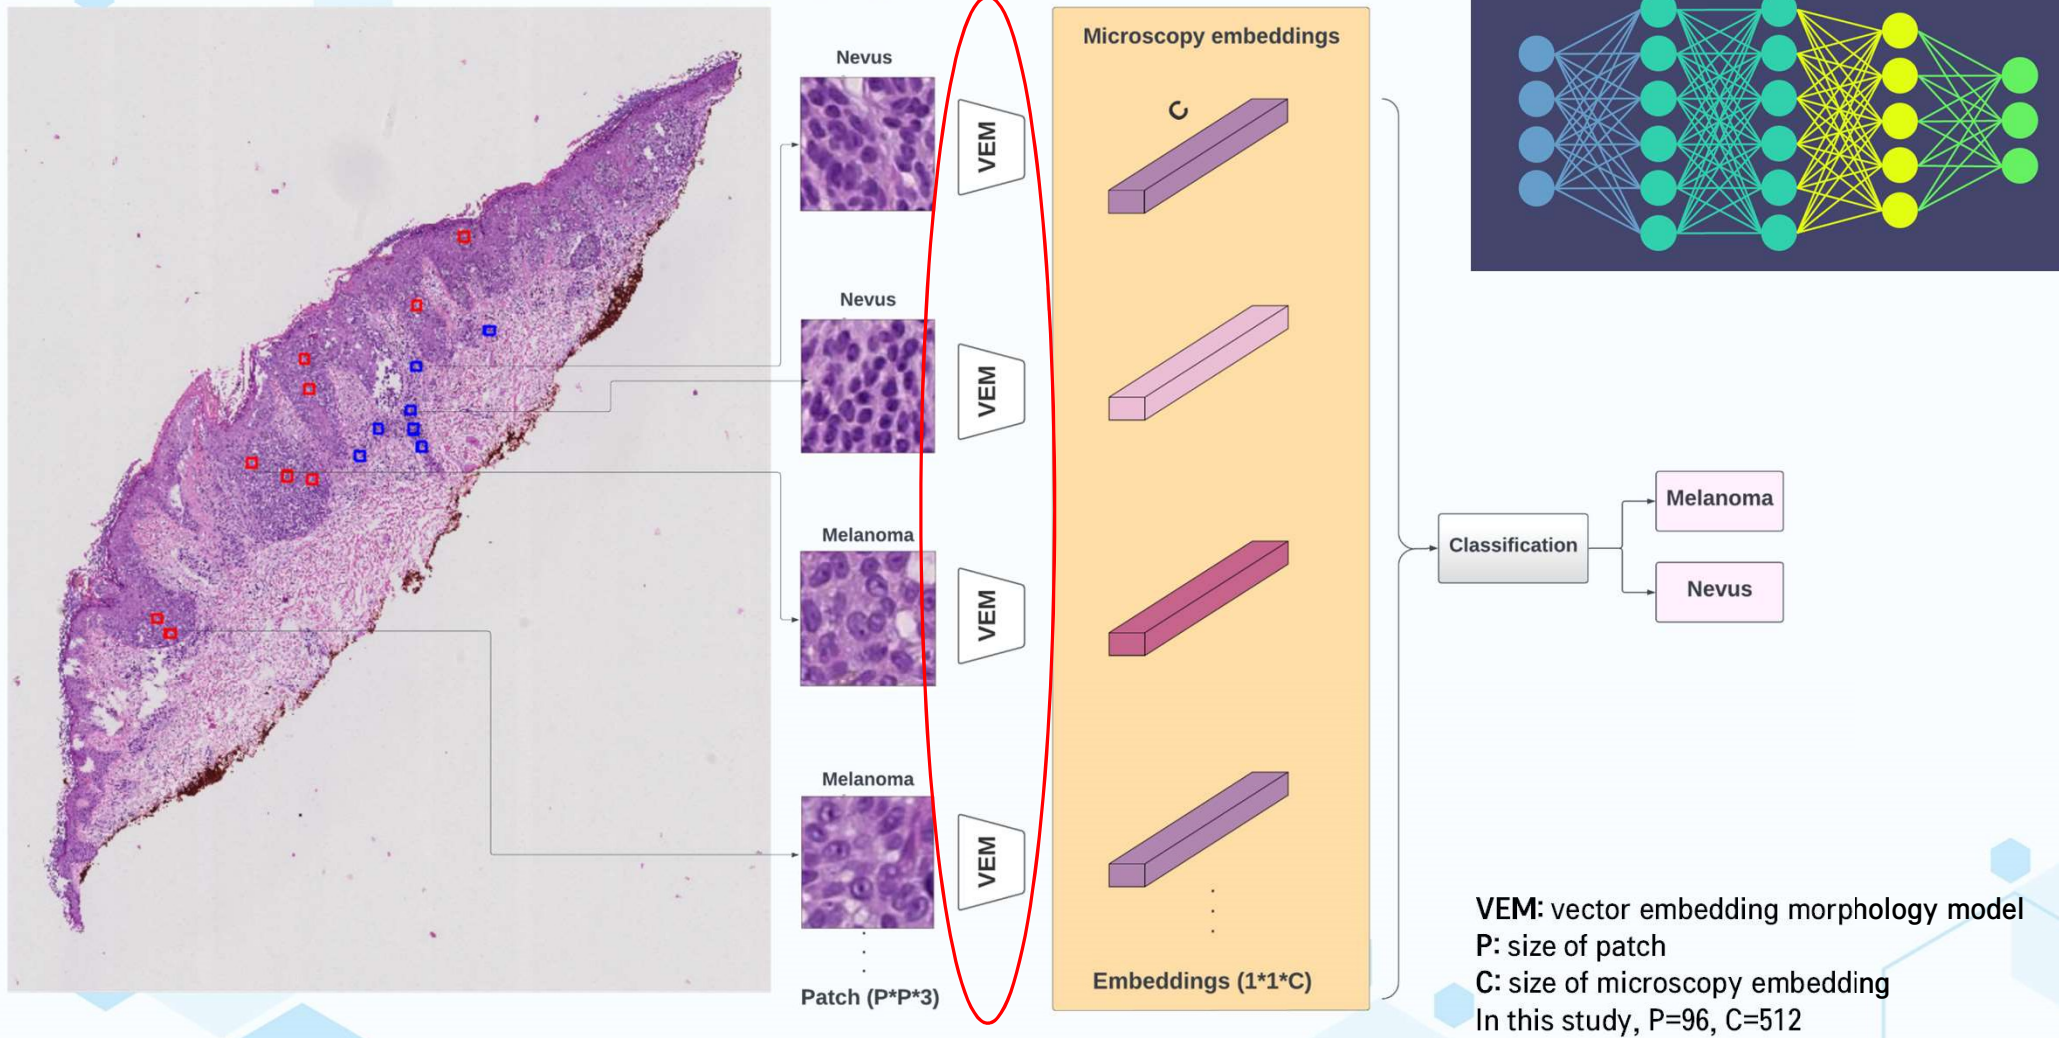 Nevus
VEM
Nevus
VEM
Melanoma
VEM
Melanoma
VEM
Patch (P*P*3)
Microscopy embeddings
C
Embeddings (1*1*C)
Classification
Melanoma
Nevus
VEM: vector embedding morphology model
P: size of patch
C: size of microscopy embedding
In this study, P=96, C=512